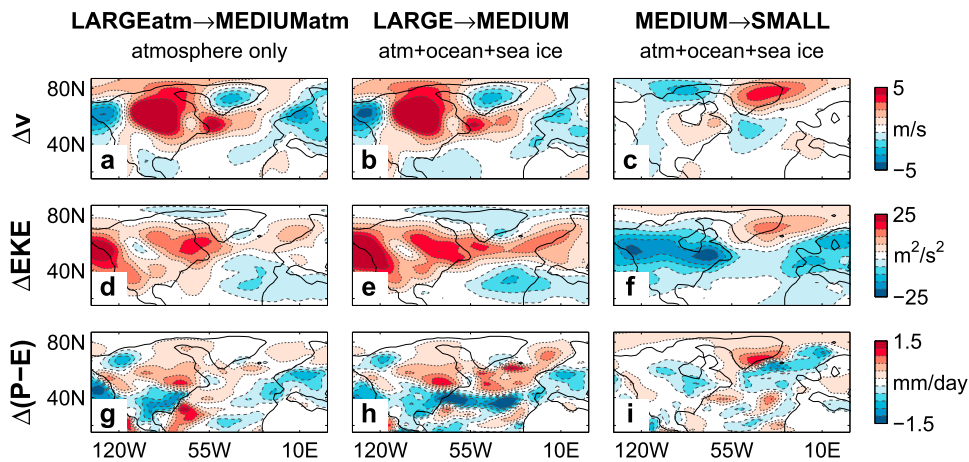 LARGEatm→MEDIUMatm LARGE→MEDIUM MEDIUM→SMALL
atmosphere only atm+ocean+sea ice atm+ocean+sea ice
Δv 80N 40N a b c 5 m/s −5
ΔEKE 80N 40N d e f 25 m²/s² −25
Δ(P−E) 80N 40N g h i 1.5 mm/day −1.5
120W 55W 10E 120W 55W 10E 120W 55W 10E